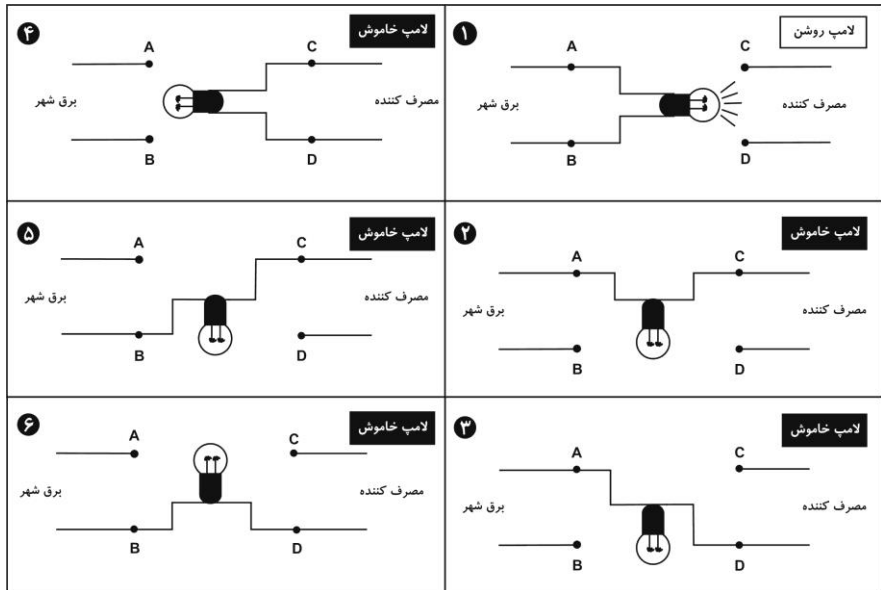 ۱
لامپ روشن
A
C
برق شهر
مصرف کننده
B
D
۲
لامپ خاموش
A
C
برق شهر
مصرف کننده
B
D
۳
لامپ خاموش
A
C
برق شهر
مصرف کننده
B
D
۴
لامپ خاموش
A
C
برق شهر
مصرف کننده
B
D
۵
لامپ خاموش
A
C
برق شهر
مصرف کننده
B
D
۶
لامپ خاموش
A
C
برق شهر
مصرف کننده
B
D